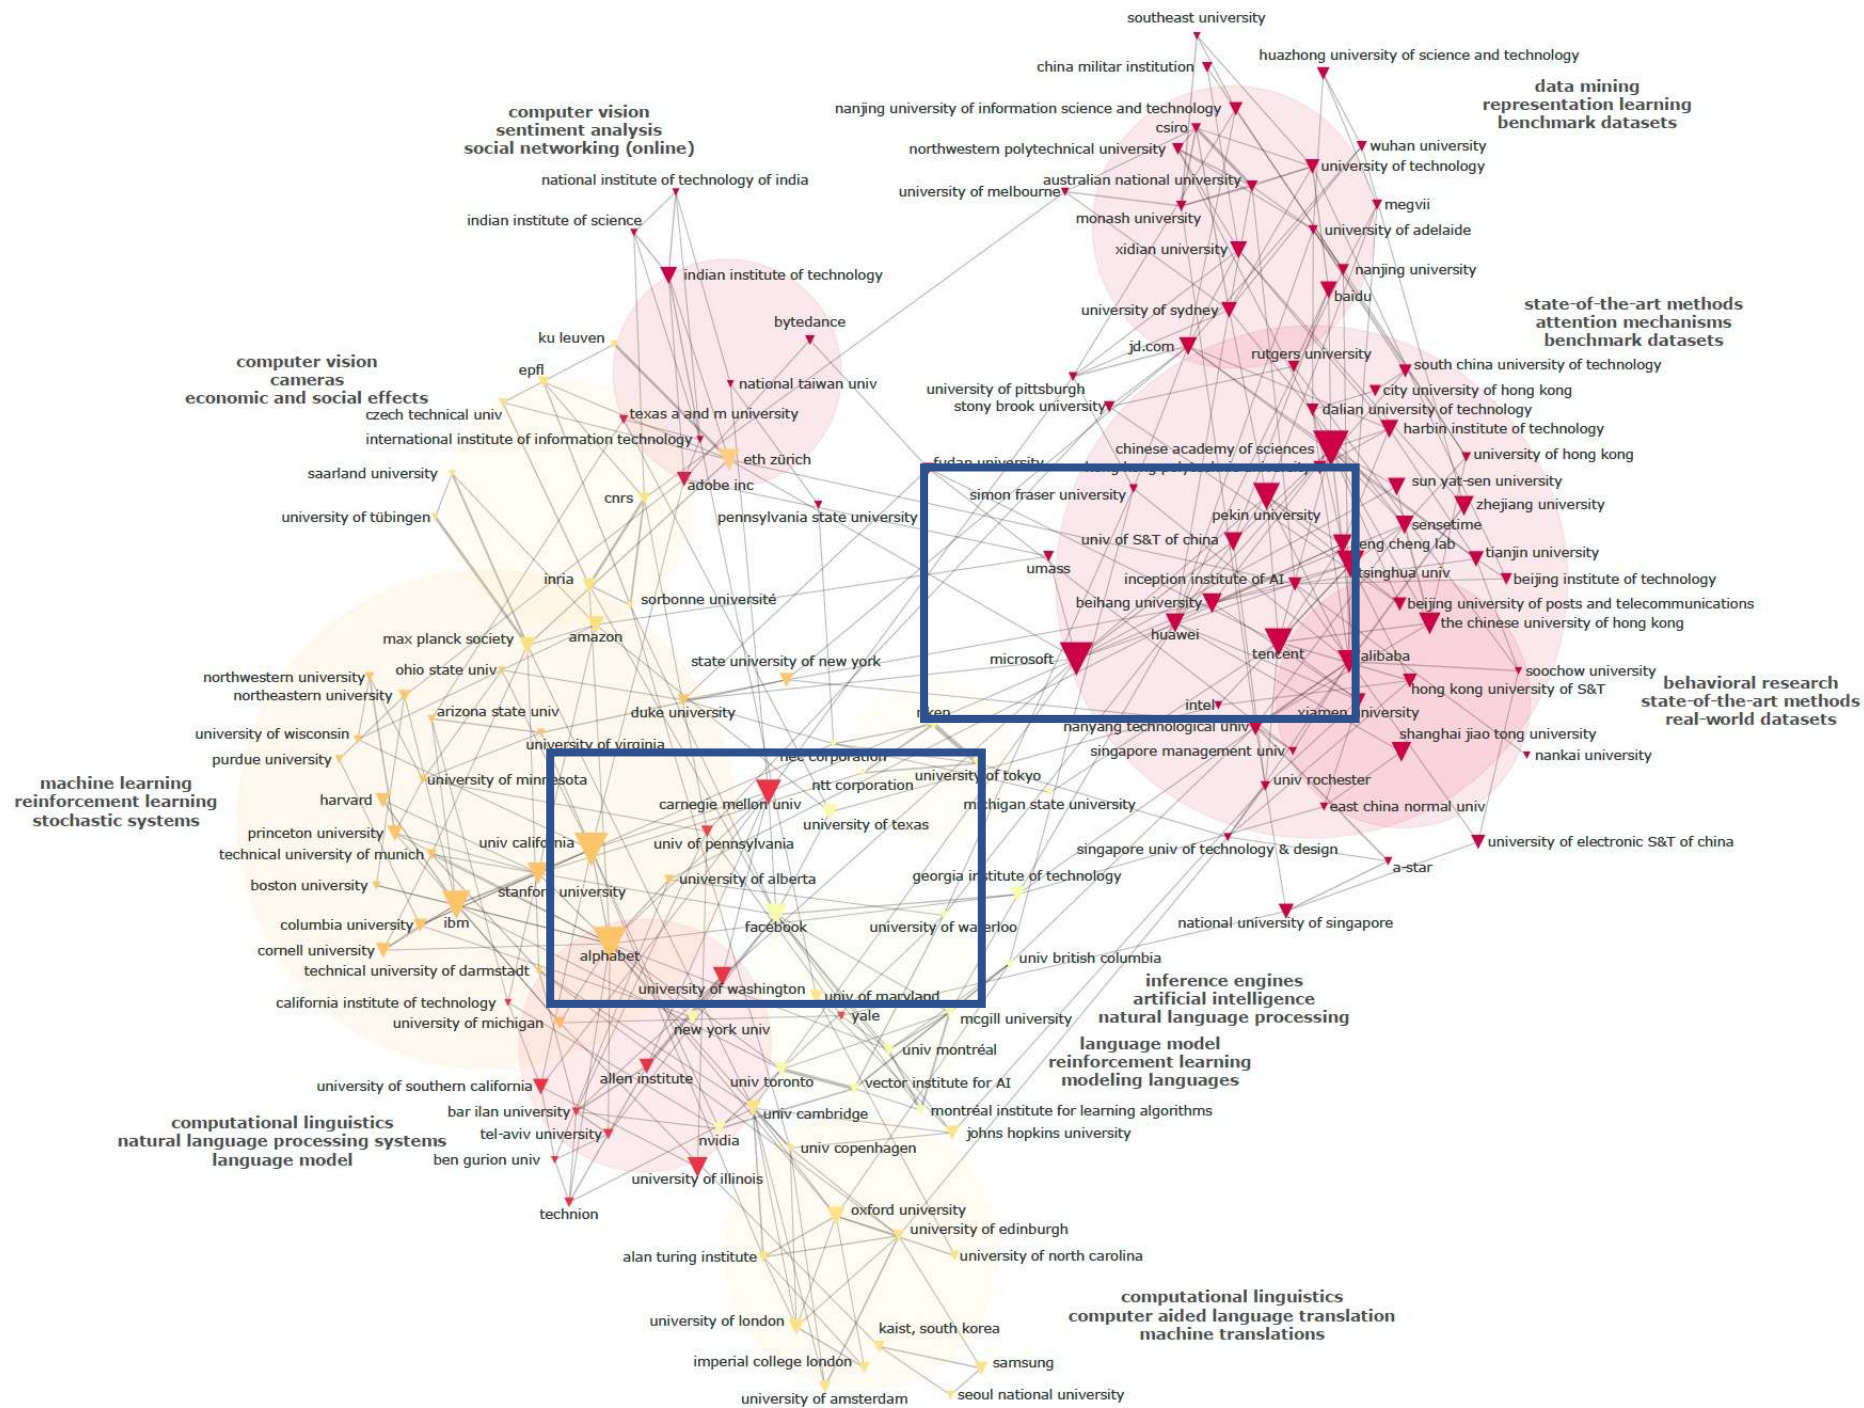 southeast university
huazhong university of science and technology
china militar institution
data mining
representation learning
benchmark datasets
nanjing university of information science and technology
csiro
northwestern polytechnical university
wuhan university
university of technology
australian national university
university of melbourne
megvii
monash university
university of adelaide
xidian university
nanjing university
baidu
university of sydney
state-of-the-art methods
attention mechanisms
benchmark datasets
jd.com
rutgers university
south china university of technology
university of pittsburgh
city university of hong kong
stony brook university
dalian university of technology
harbin institute of technology
chinese academy of sciences
university of hong kong
fudan university
simon fraser university
sun yat-sen university
zhejiang university
pekin university
sensetime
univ of S&T of china
eng cheng lab
tianjin university
umass
inception institute of AI
tsinghua univ
beijing institute of technology
beihang university
beijing university of posts and telecommunications
huawei
the chinese university of hong kong
microsoft
tencent
alibaba
soochow university
hong kong university of S&T
behavioral research
state-of-the-art methods
real-world datasets
intel
xiamen university
nanyang technological univ
shanghai jiao tong university
singapore management univ
nankai university
univ rochester
east china normal univ
singapore univ of technology & design
university of electronic S&T of china
a-star
national university of singapore
computer vision
sentiment analysis
social networking (online)
national institute of technology of india
indian institute of science
indian institute of technology
bytedance
ku leuven
computer vision
cameras
economic and social effects
epfl
national taiwan univ
czech technical univ
texas a and m university
international institute of information technology
eth zürich
saarland university
adobe inc
cnrs
university of tübingen
pennsylvania state university
inria
sorbonne université
max planck society
amazon
state university of new york
northwestern university
ohio state univ
northeastern university
arizona state univ
duke university
university of wisconsin
university of virginia
purdue university
nec corporation
university of tokyo
machine learning
reinforcement learning
stochastic systems
university of minnesota
ntt corporation
harvard
carnegie mellon univ
michigan state university
university of texas
princeton university
univ california
univ of pennsylvania
technical university of munich
boston university
stanford university
university of alberta
georgia institute of technology
columbia university
ibm
facebook
university of waterloo
cornell university
alphabet
technical university of darmstadt
univ british columbia
university of washington
univ of maryland
inference engines
artificial intelligence
natural language processing
california institute of technology
university of michigan
new york univ
yale
mcgill university
univ montréal
language model
reinforcement learning
modeling languages
university of southern california
allen institute
univ toronto
vector institute for AI
bar ilan university
univ cambridge
montréal institute for learning algorithms
computational linguistics
natural language processing systems
language model
tel-aviv university
nvidia
univ copenhagen
johns hopkins university
ben gurion univ
university of illinois
technion
oxford university
university of edinburgh
alan turing institute
university of north carolina
computational linguistics
computer aided language translation
machine translations
university of london
kaist, south korea
imperial college london
samsung
university of amsterdam
seoul national university